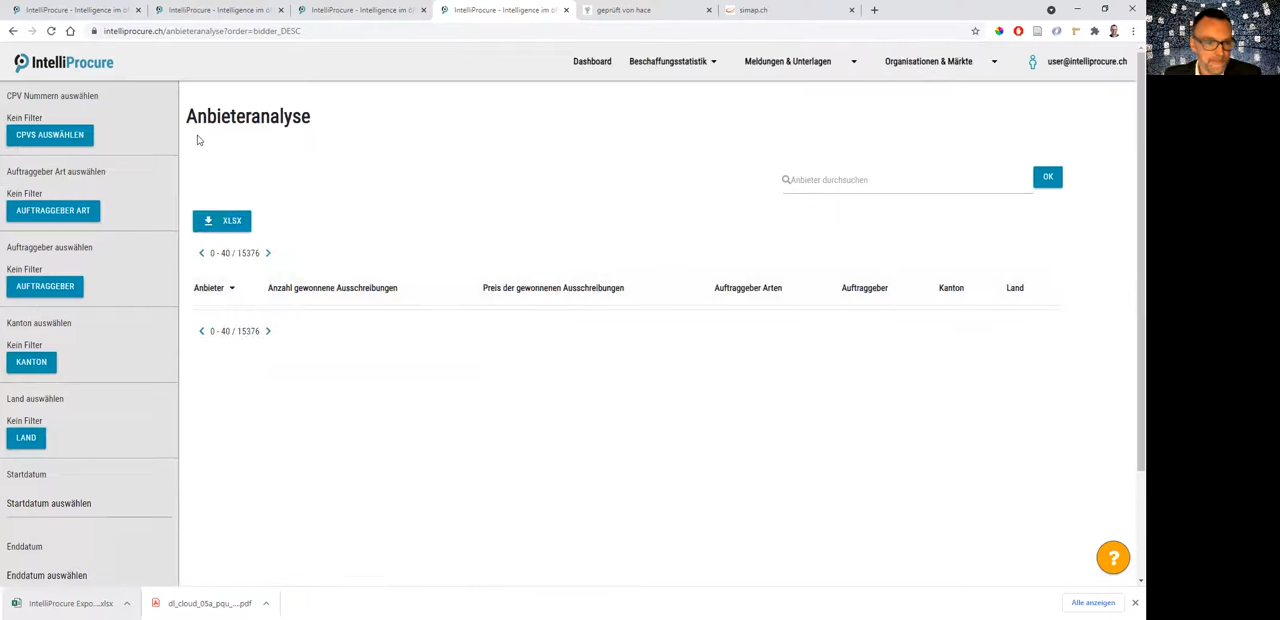 IntelliProcure - Intelligence im öf
IntelliProcure - Intelligence im öf
IntelliProcure - Intelligence im öf
IntelliProcure - Intelligence im öf
geprüft von hace
simap.ch
intelliprocure.ch/anbieteranalyse?order=bidder_DESC
IntelliProcure
Dashboard
Beschaffungsstatistik
Meldungen & Unterlagen
Organisationen & Märkte
user@intelliprocure.ch
CPV Nummern auswählen
Kein Filter
CPVS AUSWÄHLEN
Auftraggeber Art auswählen
Kein Filter
AUFTRAGGEBER ART
Auftraggeber auswählen
Kein Filter
AUFTRAGGEBER
Kanton auswählen
Kein Filter
KANTON
Land auswählen
Kein Filter
LAND
Startdatum
Startdatum auswählen
Enddatum
Enddatum auswählen
Anbieteranalyse
Anbieter durchsuchen
OK
XLSX
0 - 40 / 15376
Anbieter Anzahl gewonnene Ausschreibungen Preis der gewonnenen Ausschreibungen Auftraggeber Arten Auftraggeber Kanton Land
0 - 40 / 15376
?
IntelliProcure Expo....xlsx
dl_cloud_05a_pqu_....pdf
Alle anzeigen